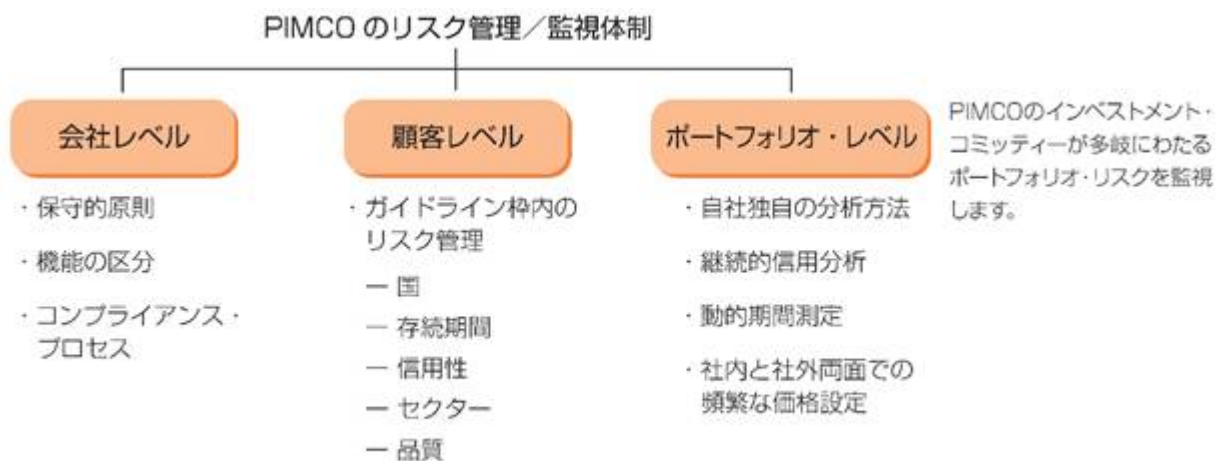 PIMCO のリスク管理／監視体制
会社レベル
・保守的原則
・機能の区分
・コンプライアンス・
プロセス
顧客レベル
・ガイドライン枠内の
リスク管理
― 国
― 存続期間
― 信用性
― セクター
― 品質
ポートフォリオ・レベル
・自社独自の分析方法
・継続的信用分析
・動的期間測定
・社内と社外両面での
頻繁な価格設定
PIMCOのインベストメント・
コミッティーが多岐にわたる
ポートフォリオ・リスクを監視
します。